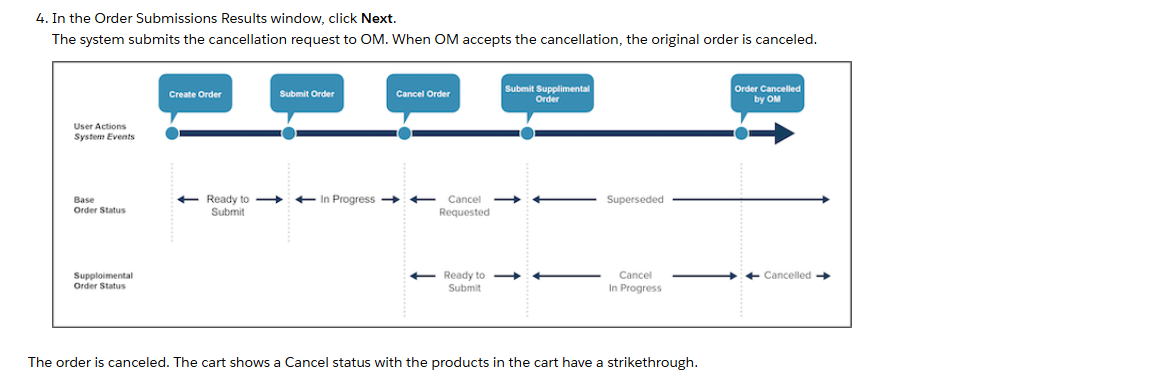 4. In the Order Submissions Results window, click Next.
The system submits the cancellation request to OM. When OM accepts the cancellation, the original order is canceled.
Create Order
Submit Order
Cancel Order
Submit Supplimental
Order
Order Cancelled
by OM
User Actions
System Events
Base
Order Status
Ready to
Submit
In Progress
Cancel
Requested
Superseded
Supploimental
Order Status
Ready to
Submit
Cancel
In Progress
Cancelled
The order is canceled. The cart shows a Cancel status with the products in the cart have a strikethrough.